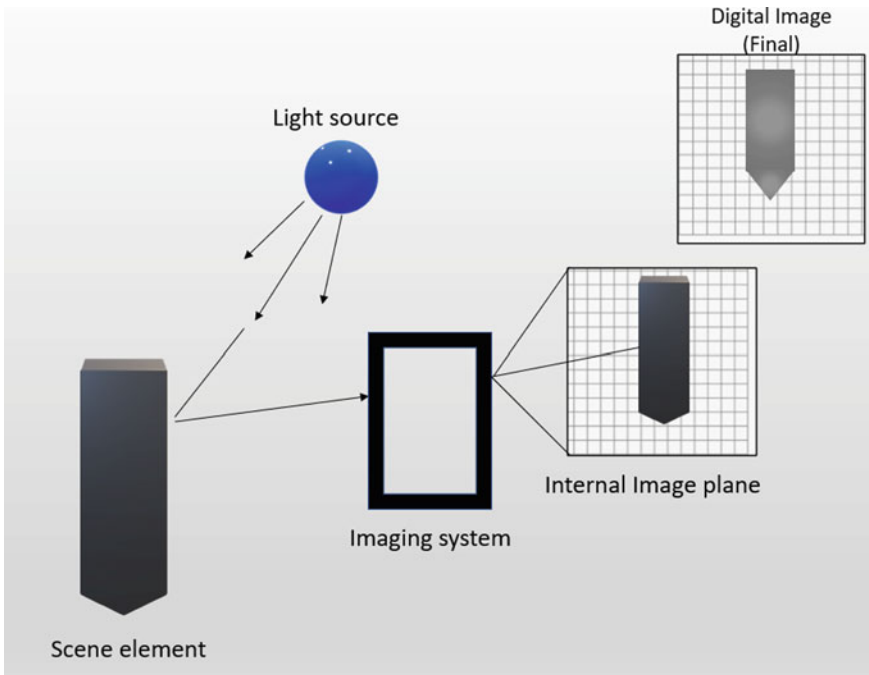 Digital Image
(Final)
Light source
Internal Image plane
Imaging system
Scene element